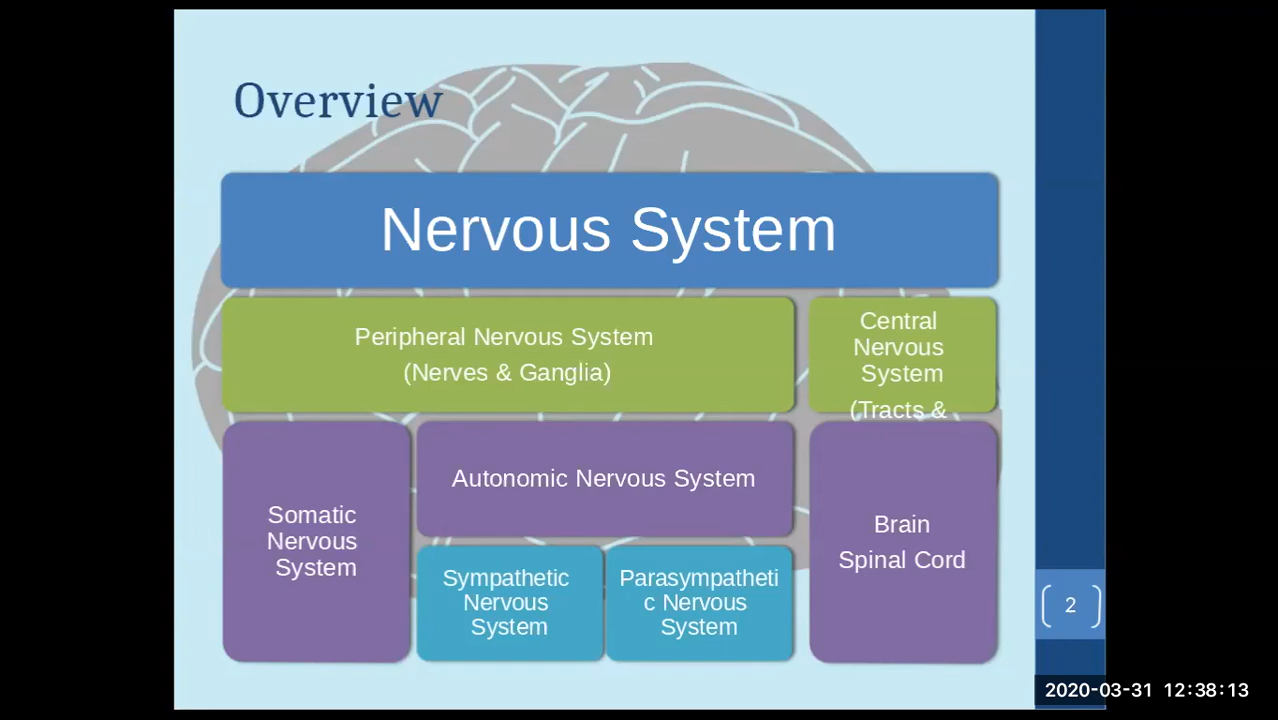 Overview
Nervous System
Peripheral Nervous System
(Nerves & Ganglia)
Central
Nervous
System
(Tracts &
Somatic
Nervous
System
Autonomic Nervous System
Sympathetic
Nervous
System
Parasympatheti
c Nervous
System
Brain
Spinal Cord
2
2020-03-31 12:38:13